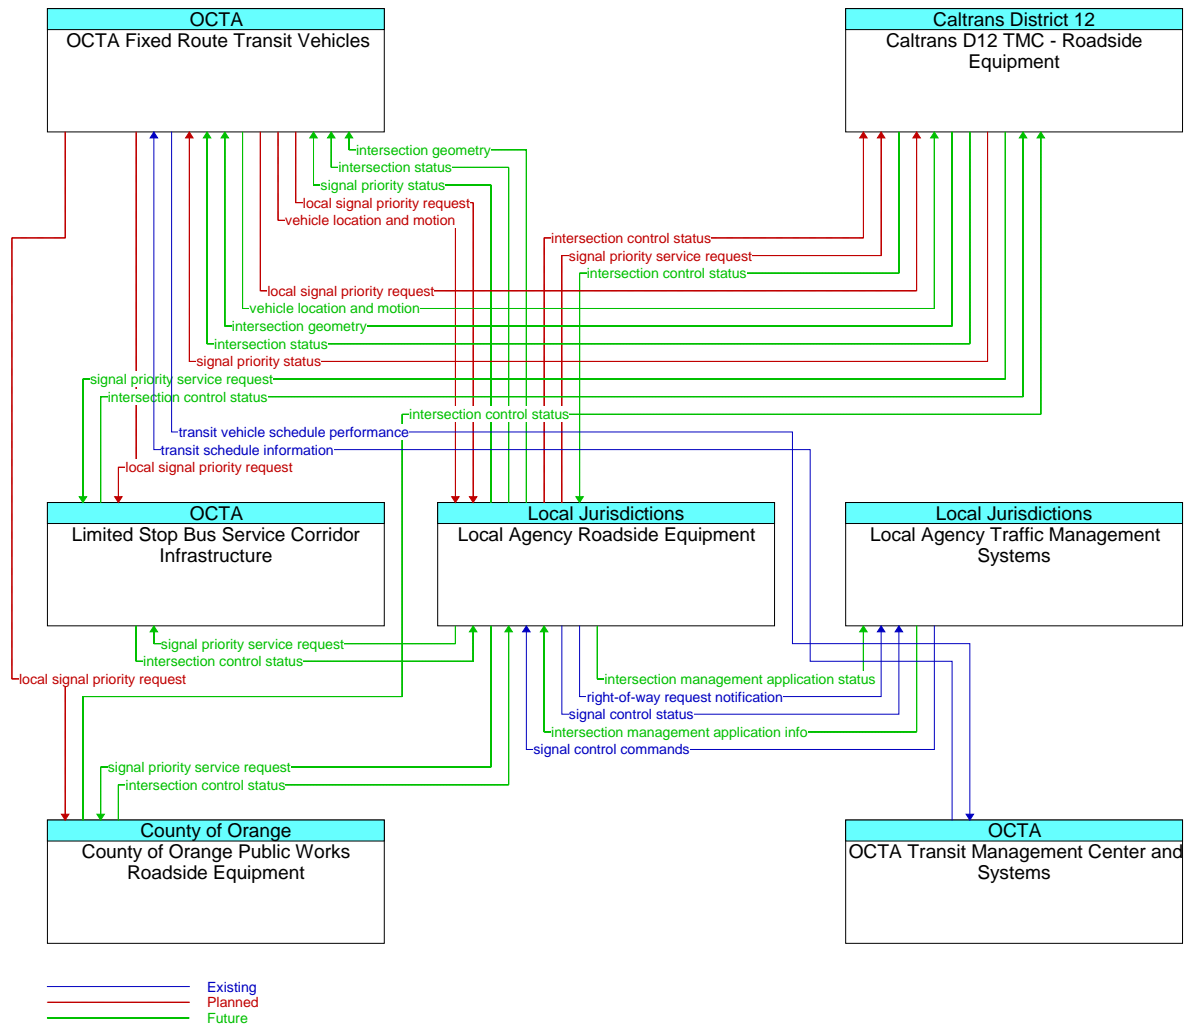 OCTA
OCTA Fixed Route Transit Vehicles
Caltrans District 12
Caltrans D12 TMC - Roadside
Equipment
intersection geometry
intersection status
signal priority status
local signal priority request
vehicle location and motion
intersection control status
signal priority service request
intersection control status
local signal priority request
vehicle location and motion
intersection geometry
intersection status
signal priority status
signal priority service request
intersection control status
intersection control status
transit vehicle schedule performance
transit schedule information
local signal priority request
OCTA
Limited Stop Bus Service Corridor
Infrastructure
Local Jurisdictions
Local Agency Roadside Equipment
Local Jurisdictions
Local Agency Traffic Management
Systems
signal priority service request
intersection control status
local signal priority request
intersection management application status
right-of-way request notification
signal control status
intersection management application info
signal control commands
signal priority service request
intersection control status
County of Orange
County of Orange Public Works
Roadside Equipment
OCTA
OCTA Transit Management Center and
Systems
Existing
Planned
Future